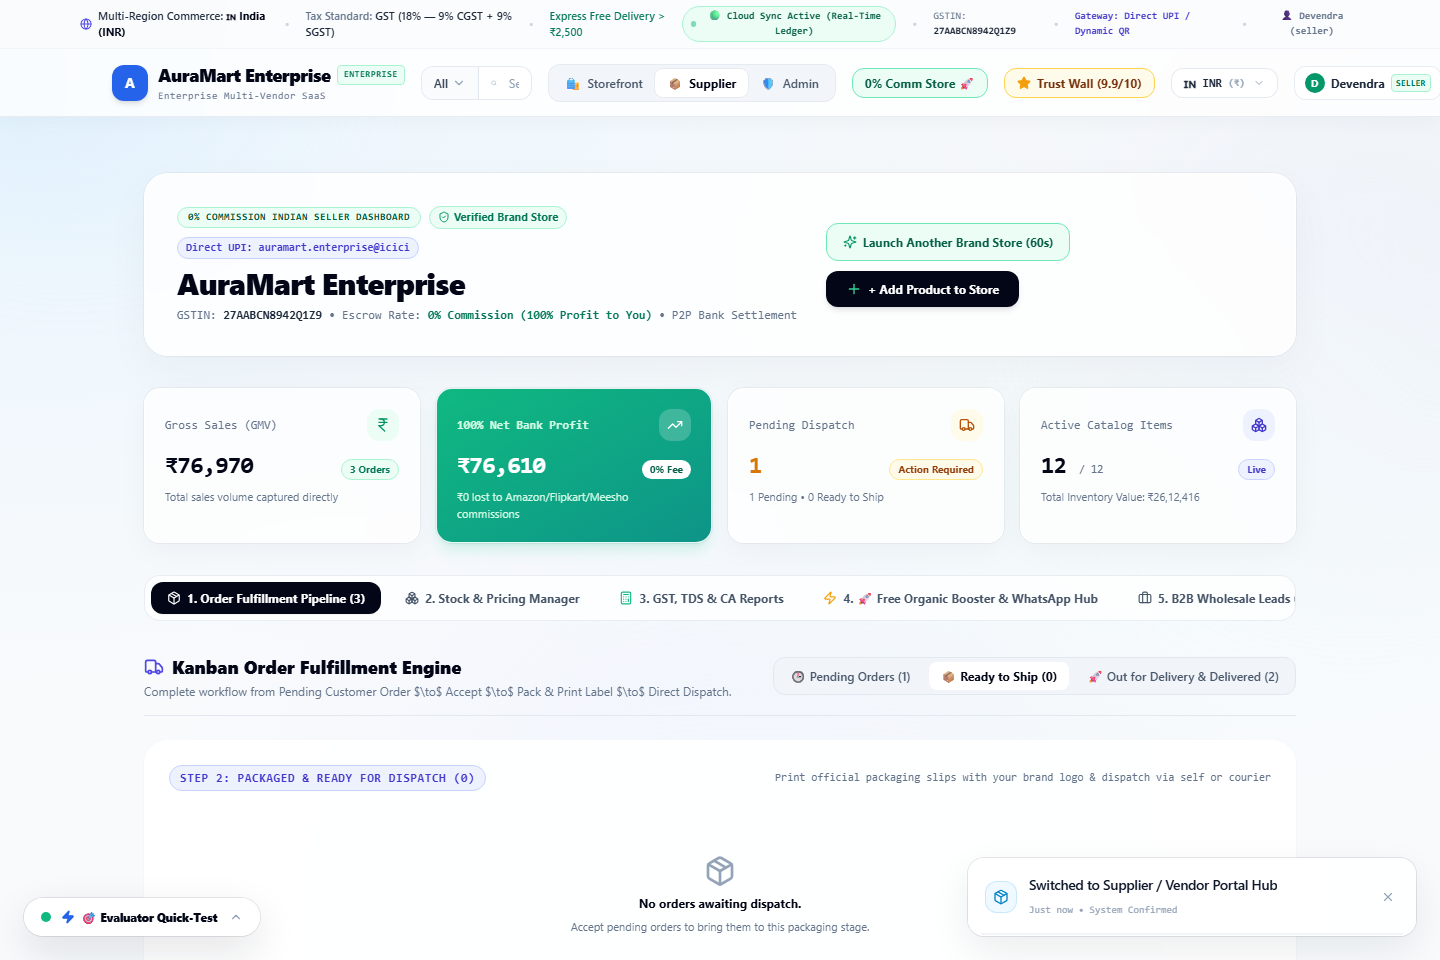 Multi-Region Commerce: IN India (INR)
Tax Standard: GST (18% — 9% CGST + 9% SGST)
Express Free Delivery > ₹2,500
Cloud Sync Active (Real-Time Ledger)
GSTIN: 27AABCN8942Q1Z9
Gateway: Direct UPI / Dynamic QR
Devendra (seller)
A
AuraMart Enterprise
ENTERPRISE
Enterprise Multi-Vendor SaaS
All
Se
Storefront
Supplier
Admin
0% Comm Store 🚀
Trust Wall (9.9/10)
IN INR (₹)
D
Devendra
SELLER
0% COMMISSION INDIAN SELLER DASHBOARD
Verified Brand Store
Direct UPI: auramart.enterprise@icici
AuraMart Enterprise
GSTIN: 27AABCN8942Q1Z9 • Escrow Rate: 0% Commission (100% Profit to You) • P2P Bank Settlement
Launch Another Brand Store (60s)
+ Add Product to Store
Gross Sales (GMV)
₹76,970
3 Orders
Total sales volume captured directly
100% Net Bank Profit
₹76,610
0% Fee
₹0 lost to Amazon/Flipkart/Meesho
commissions
Pending Dispatch
1
Action Required
1 Pending • 0 Ready to Ship
Active Catalog Items
12 / 12
Live
Total Inventory Value: ₹26,12,416
1. Order Fulfillment Pipeline (3)
2. Stock & Pricing Manager
3. GST, TDS & CA Reports
4. 🚀 Free Organic Booster & WhatsApp Hub
5. B2B Wholesale Leads
Kanban Order Fulfillment Engine
Complete workflow from Pending Customer Order $\to$ Accept $\to$ Pack & Print Label $\to$ Direct Dispatch.
Pending Orders (1)
Ready to Ship (0)
🚀 Out for Delivery & Delivered (2)
STEP 2: PACKAGED & READY FOR DISPATCH (0)
Print official packaging slips with your brand logo & dispatch via self or courier
No orders awaiting dispatch.
Accept pending orders to bring them to this packaging stage.
Evaluator Quick-Test
Switched to Supplier / Vendor Portal Hub
Just now • System Confirmed